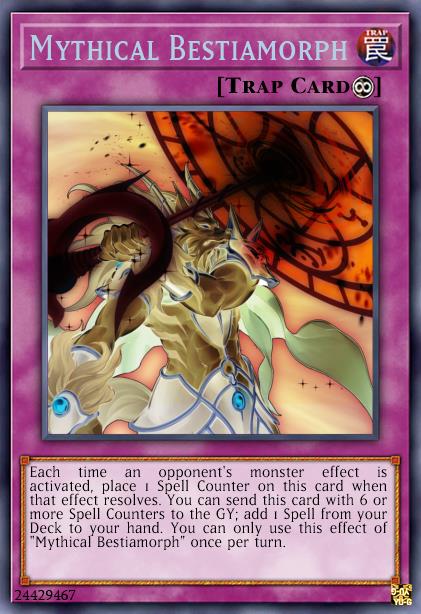 Mythical Bestiamorph
TRAP
罠
[Trap Card]
Each time an opponent's monster effect is
activated, place 1 Spell Counter on this card when
that effect resolves. You can send this card with 6 or
more Spell Counters to the GY; add 1 Spell from your
Deck to your hand. You can only use this effect of
"Mythical Bestiamorph" once per turn.
24429467